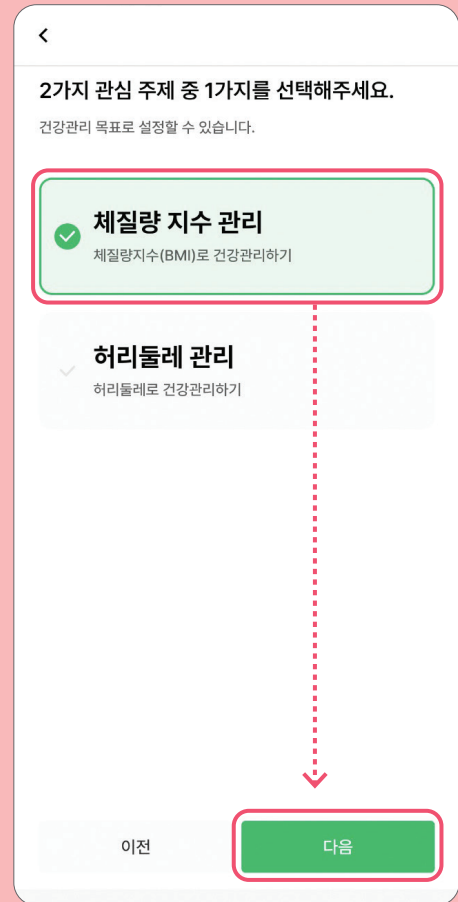 2가지 관심 주제 중 1가지를 선택해주세요.
건강관리 목표로 설정할 수 있습니다.
체질량 지수 관리
체질량지수(BMI)로 건강관리하기
허리둘레 관리
허리둘레로 건강관리하기
이전
다음